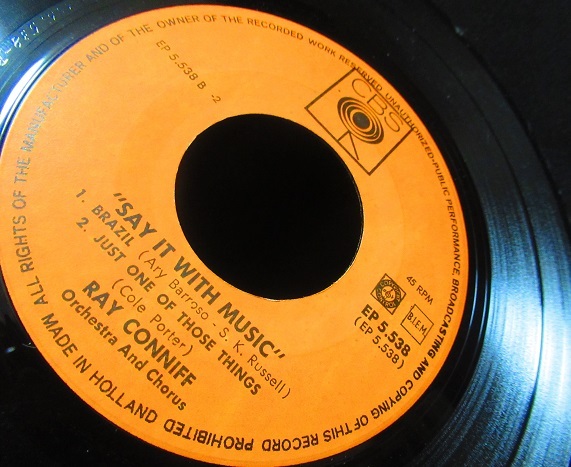 ALL RIGHTS OF THE MANUFACTURER AND OF THE OWNER OF THE RECORDED WORK RESERVED UNAUTHORIZED PUBLIC PERFORMANCE, BROADCASTING AND COPYING OF THIS RECORD PROHIBITED
MADE IN HOLLAND
EP 5.538 B -2
CBS
"SAY IT WITH MUSIC"
1. BRAZIL (Ary Barroso - S. K. Russell)
2. JUST ONE OF THOSE THINGS
(Cole Porter)
RAY CONNIFF
Orchestra And Chorus
45 RPM
B.I.E.M.
EP 5.538
(EP 5.538)